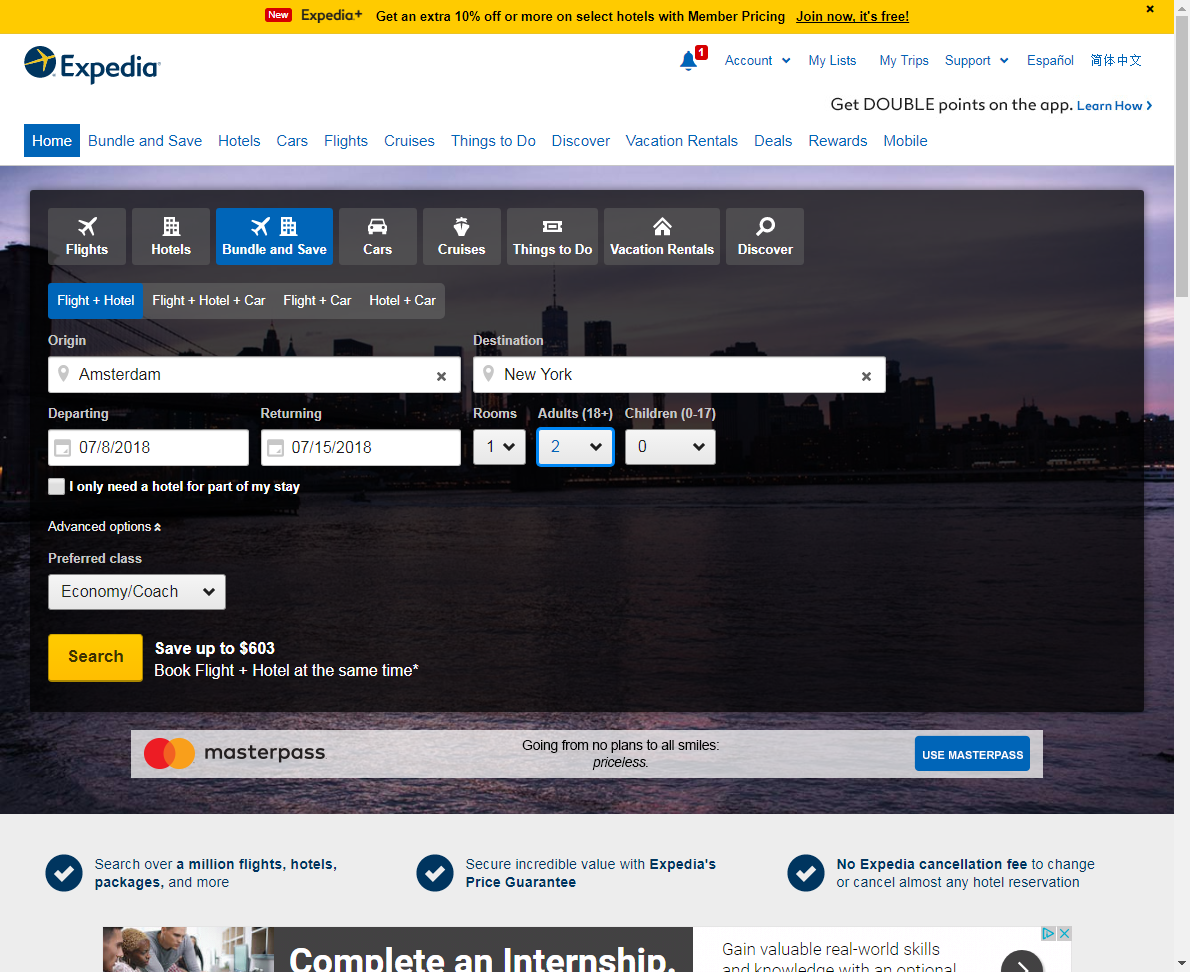 New Expedia+ Get an extra 10% off or more on select hotels with Member Pricing Join now, it's free!
Expedia
1 Account My Lists My Trips Support Español 简体中文
Get DOUBLE points on the app. Learn How
Home Bundle and Save Hotels Cars Flights Cruises Things to Do Discover Vacation Rentals Deals Rewards Mobile
Flights Hotels Bundle and Save Cars Cruises Things to Do Vacation Rentals Discover
Flight + Hotel Flight + Hotel + Car Flight + Car Hotel + Car
Origin Destination
Amsterdam New York
Departing Returning Rooms Adults (18+) Children (0-17)
07/8/2018 07/15/2018 1 2 0
I only need a hotel for part of my stay
Advanced options
Preferred class
Economy/Coach
Search
Save up to $603
Book Flight + Hotel at the same time*
masterpass
Going from no plans to all smiles:
priceless.
USE MASTERPASS
Search over a million flights, hotels,
packages, and more
Secure incredible value with Expedia's
Price Guarantee
No Expedia cancellation fee to change
or cancel almost any hotel reservation
Complete an Internship.
Gain valuable real-world skills
and knowledge with an optional